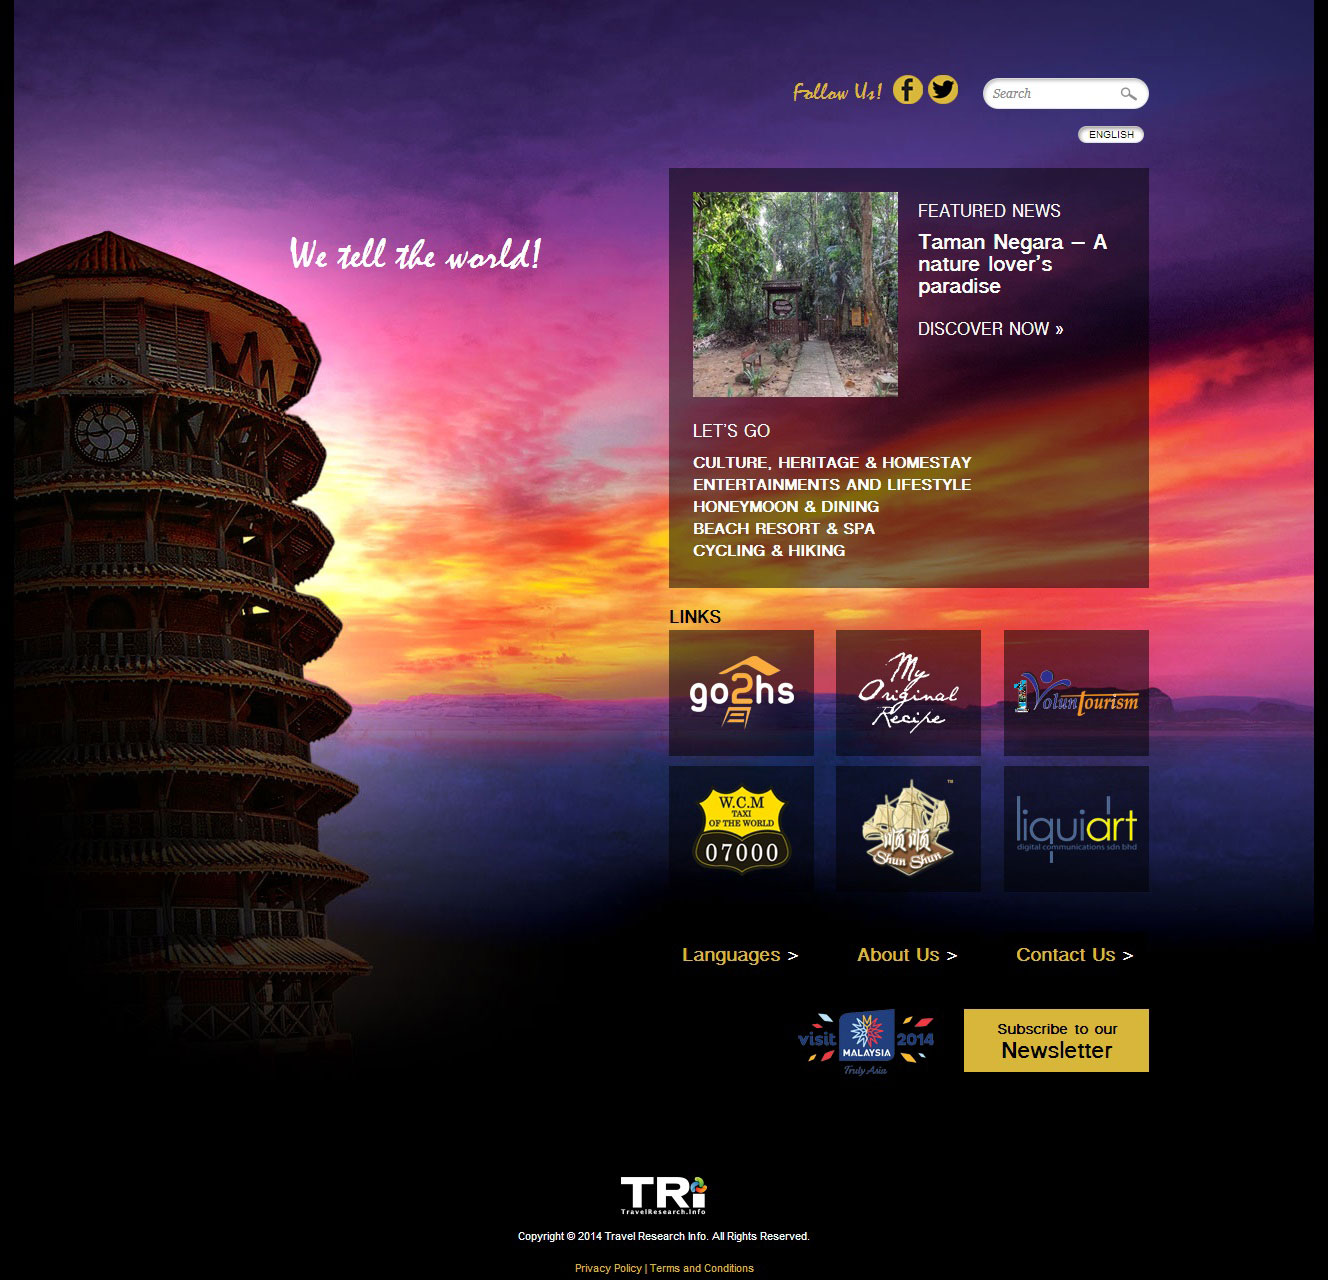 Follow Us!
Search
ENGLISH
We tell the world!
FEATURED NEWS
Taman Negara – A
nature lover's
paradise
DISCOVER NOW »
LET'S GO
CULTURE, HERITAGE & HOMESTAY
ENTERTAINMENTS AND LIFESTYLE
HONEYMOON & DINING
BEACH RESORT & SPA
CYCLING & HIKING
LINKS
go2hs
My
Original
Recipe
1VolunTourism
W.C.M
TAXI
OF THE WORLD
07000
TM
順順
Shun Shun
liquiart
digital communications sdn bhd
Languages >
About Us >
Contact Us >
visit
MALAYSIA
2014
Truly Asia
Subscribe to our
Newsletter
TRi
TravelResearch.Info
Copyright © 2014 Travel Research Info. All Rights Reserved.
Privacy Policy | Terms and Conditions